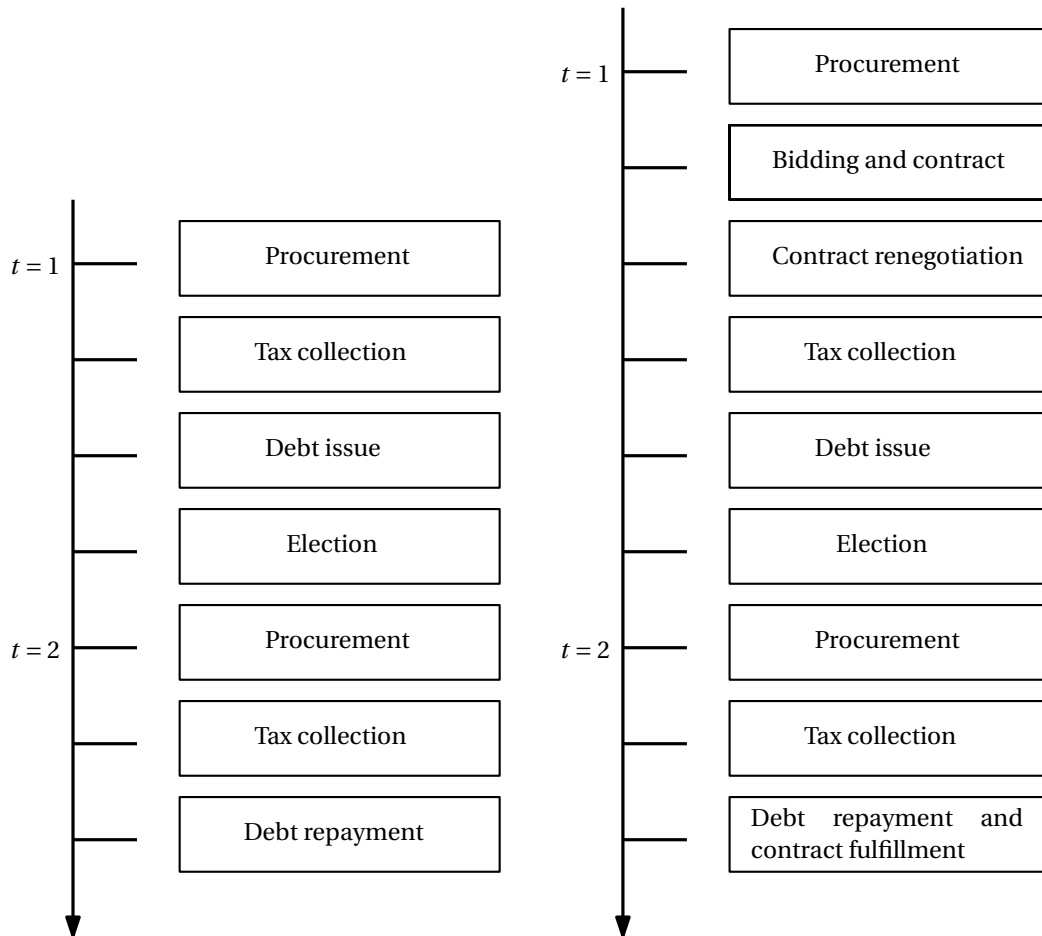 t = 1
Procurement
Tax collection
Debt issue
Election
t = 2
Procurement
Tax collection
Debt repayment
t = 1
Procurement
Bidding and contract
Contract renegotiation
Tax collection
Debt issue
Election
t = 2
Procurement
Tax collection
Debt repayment and
contract fulfillment